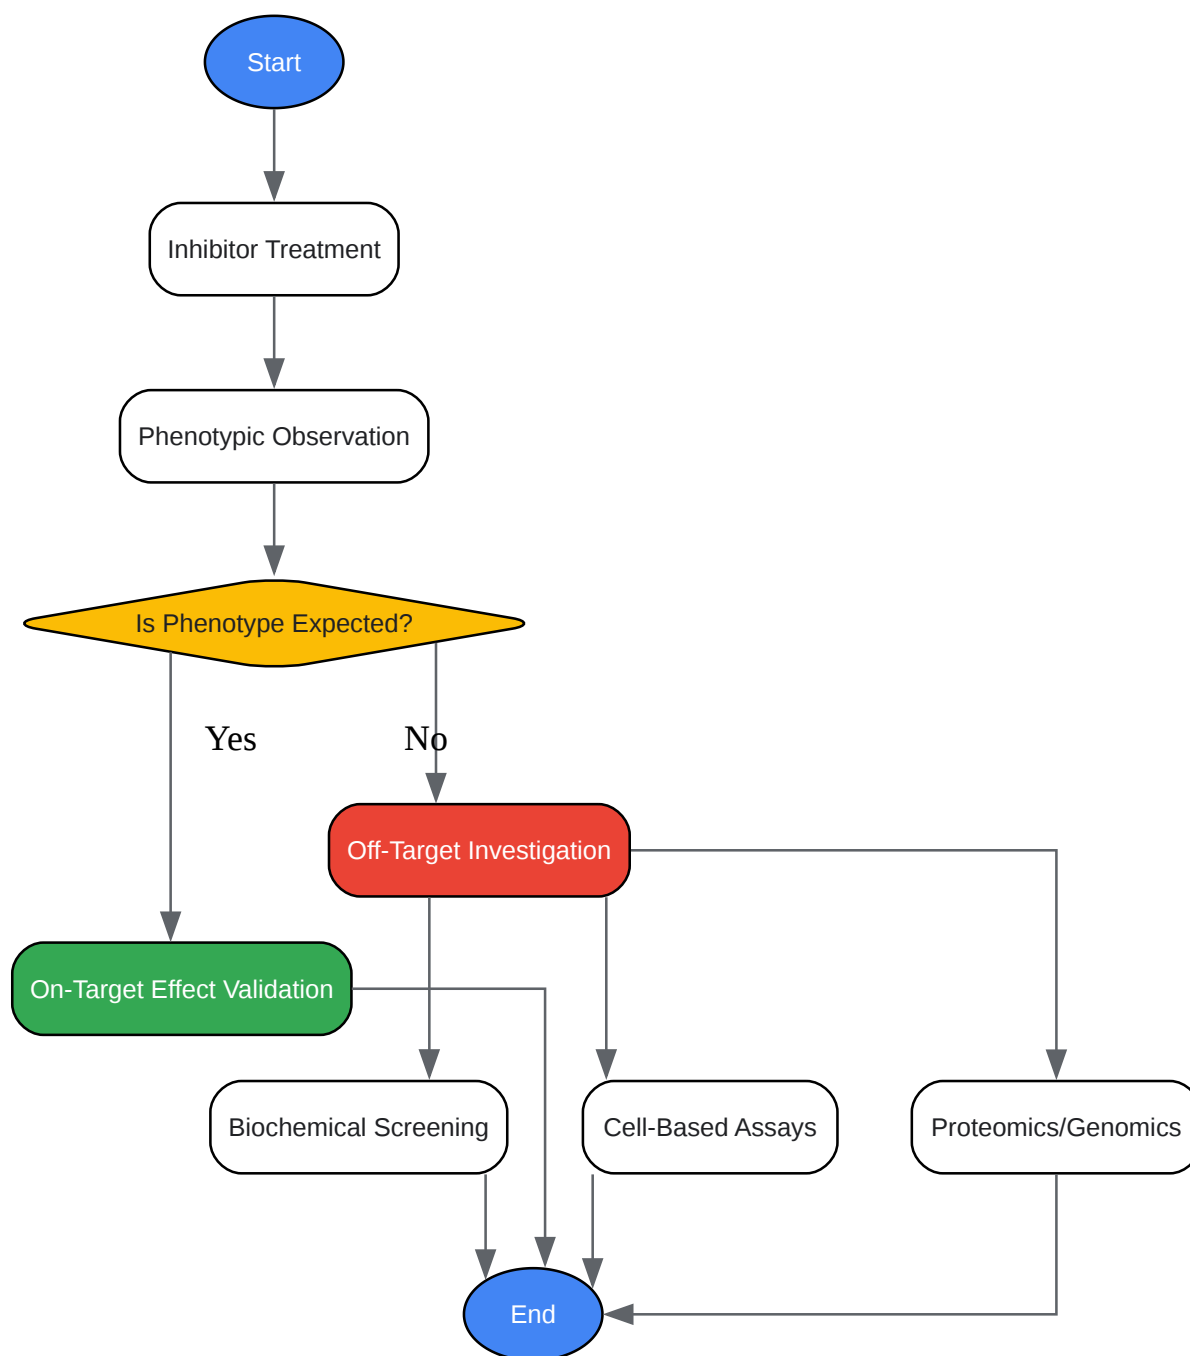 Start
Inhibitor Treatment
Phenotypic Observation
Is Phenotype Expected?
Yes
No
Off-Target Investigation
On-Target Effect Validation
Biochemical Screening
Cell-Based Assays
Proteomics/Genomics
End